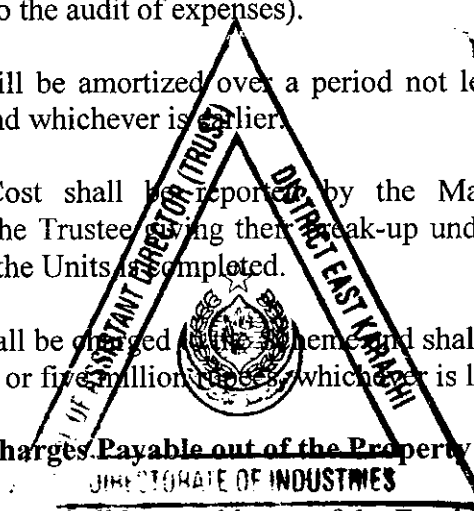 o the audit of expenses).
ill be amortized over a period not le
nd whichever is earlier.
Cost shall be reported by the Ma
he Trustee giving their break-up und
the Units is completed.
all be charged to the Scheme and shal
or five million rupees, whichever is l
harges Payable out of the Property
OF ASSISTANT DIRECTOR (TRUST)
DISTRICT EAST KARACHI
DIRECTORATE OF INDUSTRIES